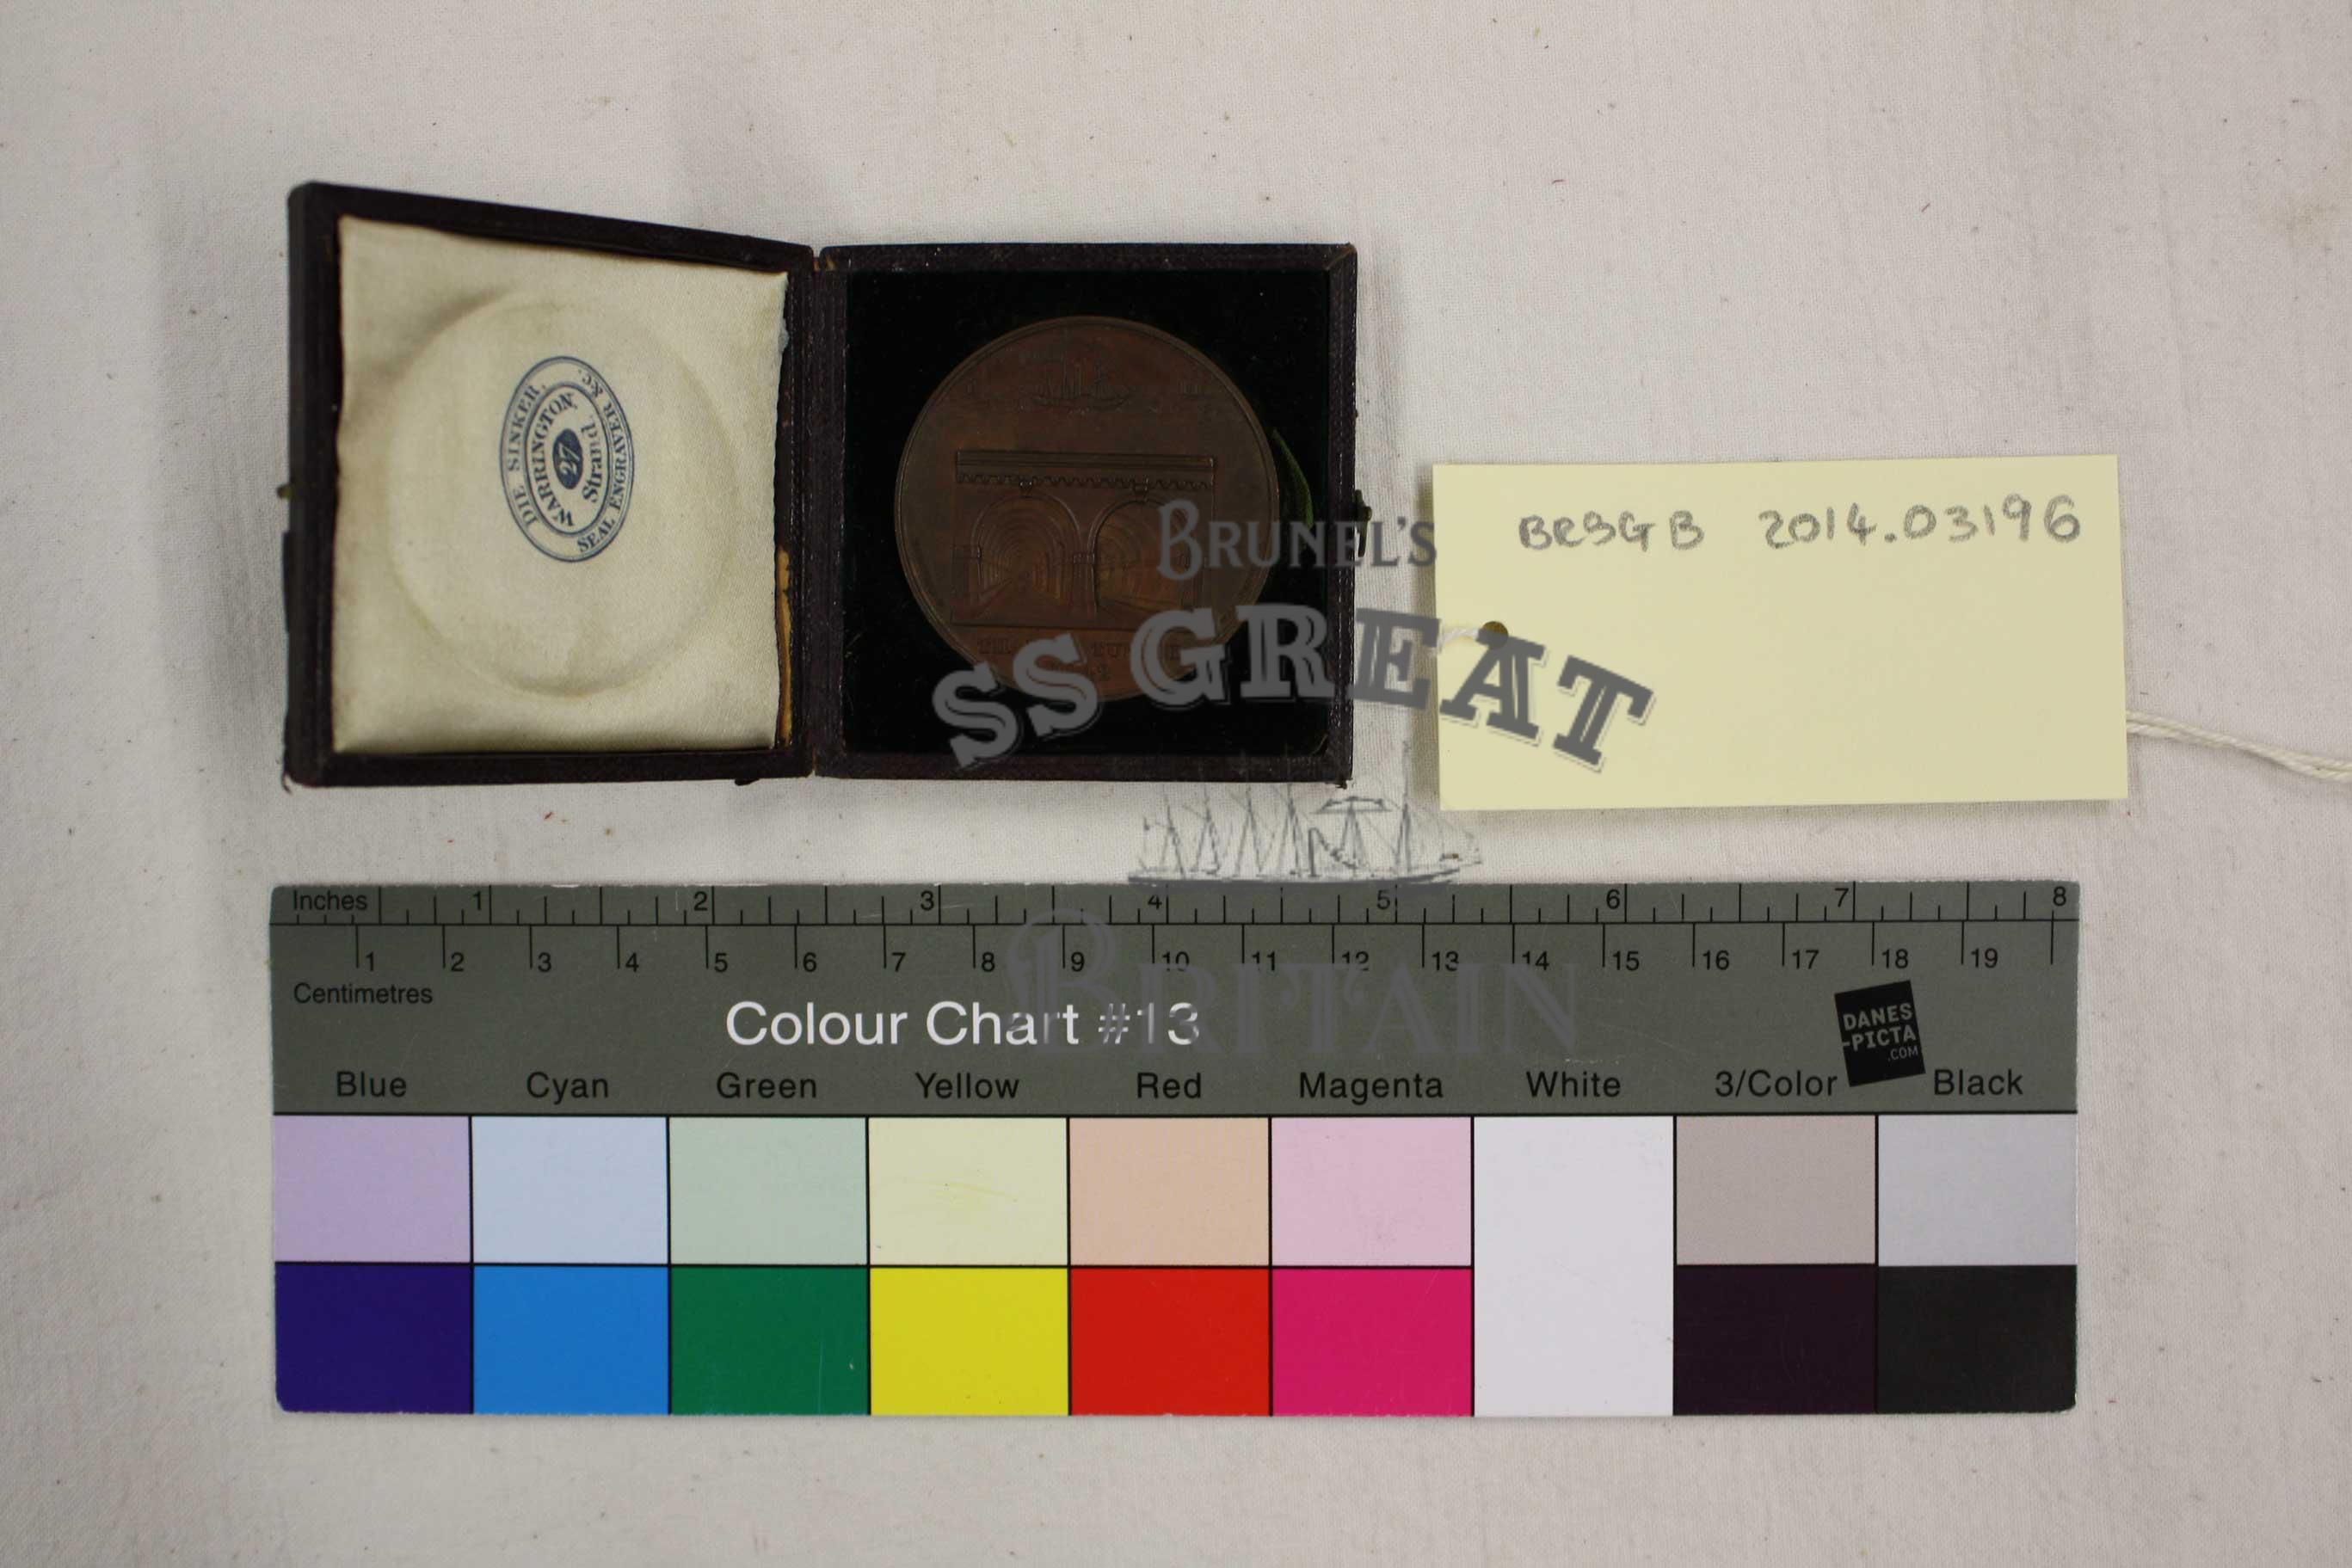 DIE SINKER,
SEAL ENGRAVER &c.
WARRINGTON,
27
Strand.
BRSGB 2014.03196
BRUNEL'S
SS GREAT
BRITAIN
Inches 1 2 3 4 5 6 7 8
1 2 3 4 5 6 7 8 9 10 11 12 13 14 15 16 17 18 19
Centimetres
Colour Chart #13
DANES
-PICTA
.COM
Blue Cyan Green Yellow Red Magenta White 3/Color Black